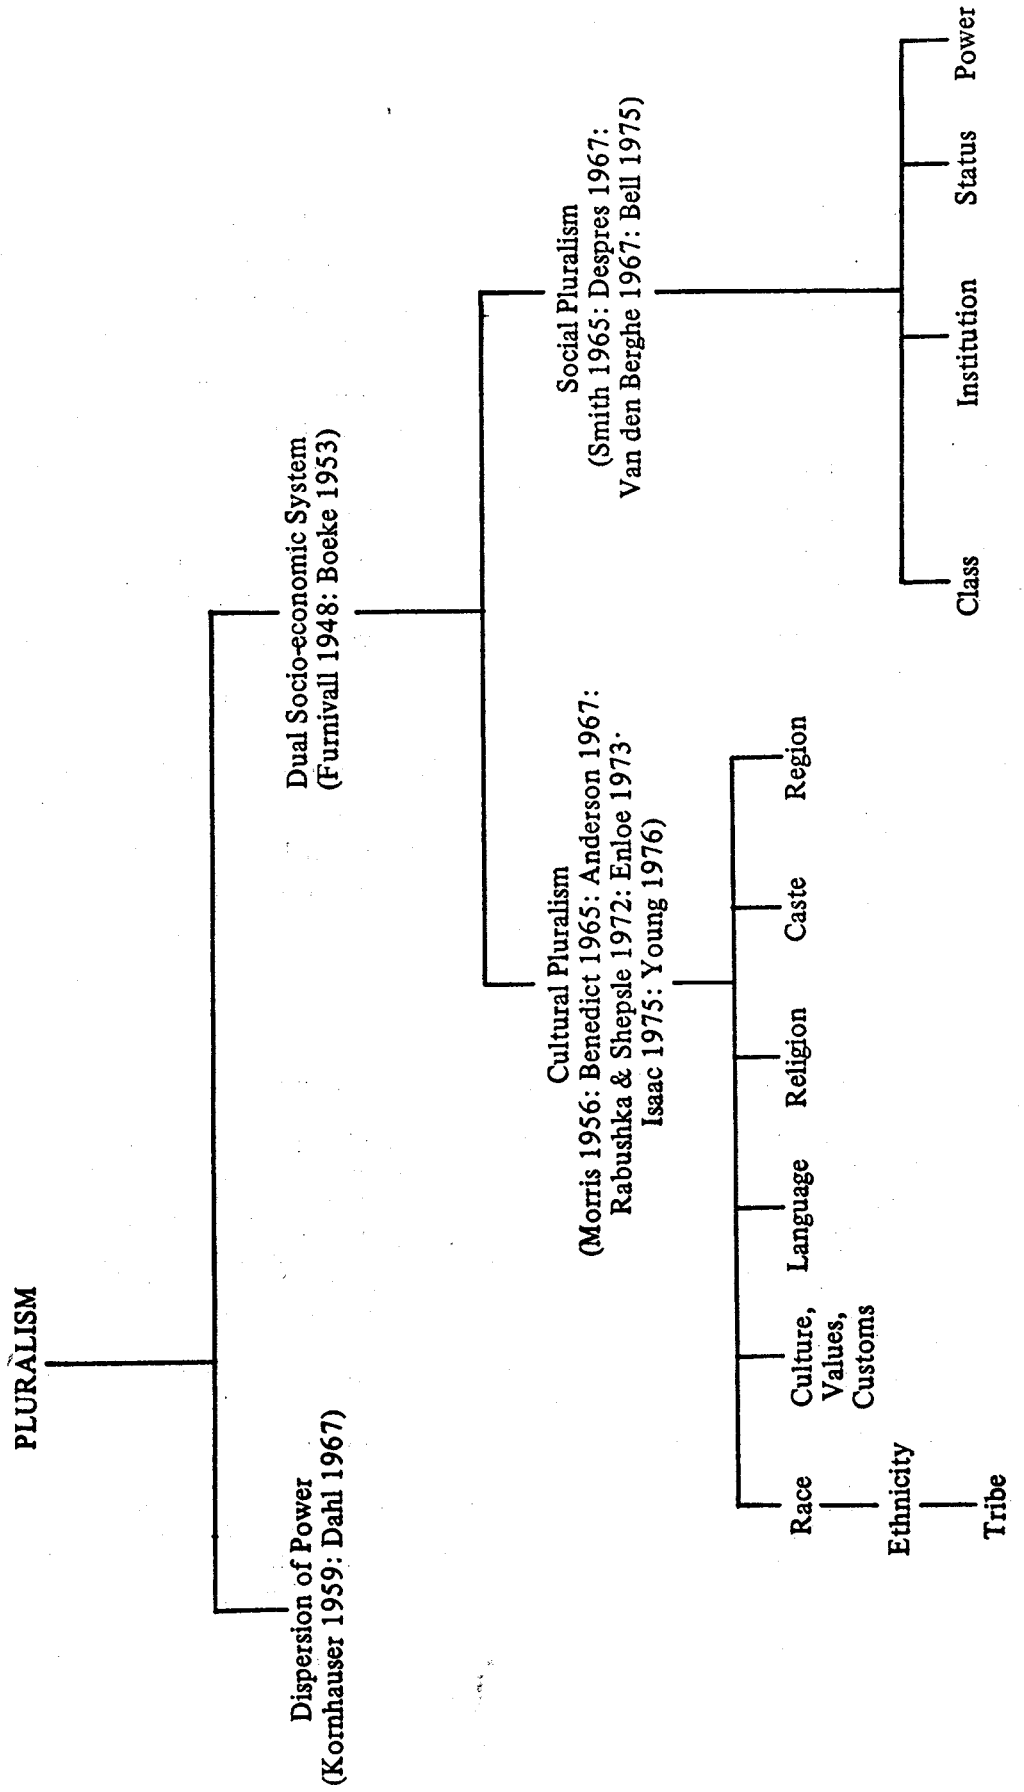 PLURALISM
Dispersion of Power
(Kornhauser 1959: Dahl 1967)
Dual Socio-economic System
(Furnivall 1948: Boeke 1953)
Cultural Pluralism
(Morris 1956: Benedict 1965: Anderson 1967:
Rabushka & Shepsle 1972: Enloe 1973·
Isaac 1975: Young 1976)
Social Pluralism
(Smith 1965: Despres 1967:
Van den Berghe 1967: Bell 1975)
Race
Culture,
Values,
Customs
Language
Religion
Caste
Region
Ethnicity
Tribe
Class
Institution
Status
Power